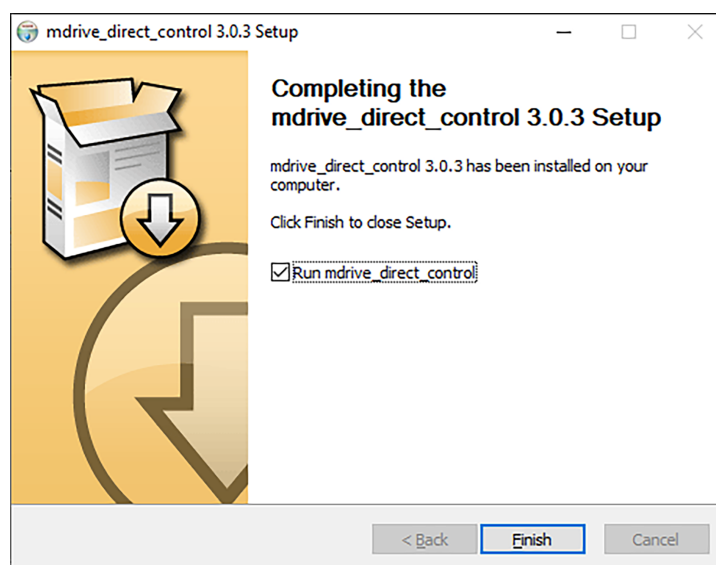 mdrive_direct_control 3.0.3 Setup
Completing the
mdrive_direct_control 3.0.3 Setup
mdrive_direct_control 3.0.3 has been installed on your
computer.
Click Finish to close Setup.
Run mdrive_direct_control
< Back
Finish
Cancel